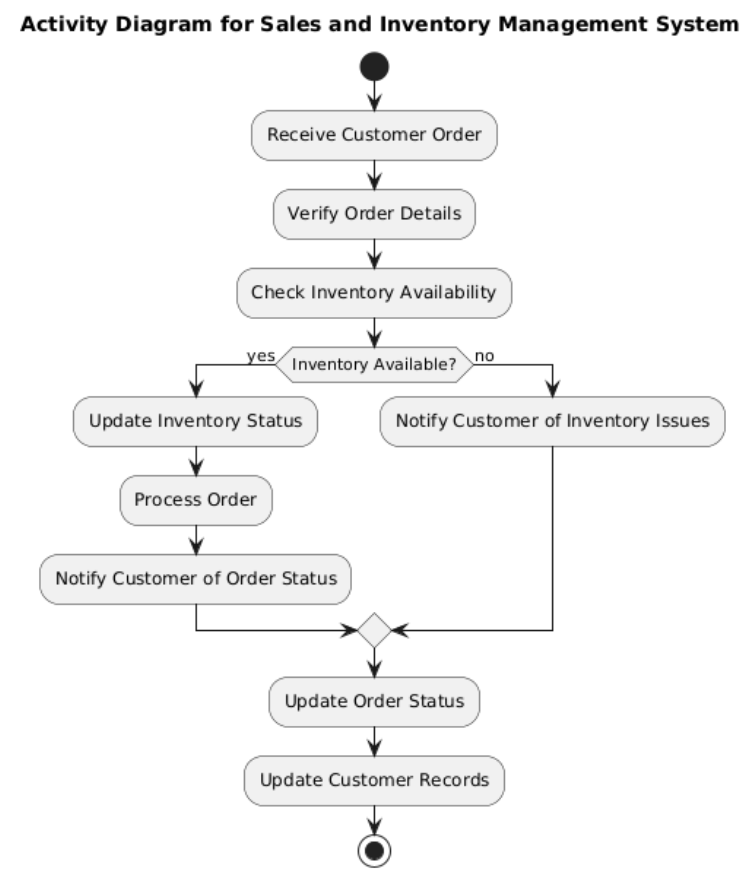 Activity Diagram for Sales and Inventory Management System
Receive Customer Order
Verify Order Details
Check Inventory Availability
Inventory Available?
yes
no
Update Inventory Status
Process Order
Notify Customer of Order Status
Notify Customer of Inventory Issues
Update Order Status
Update Customer Records